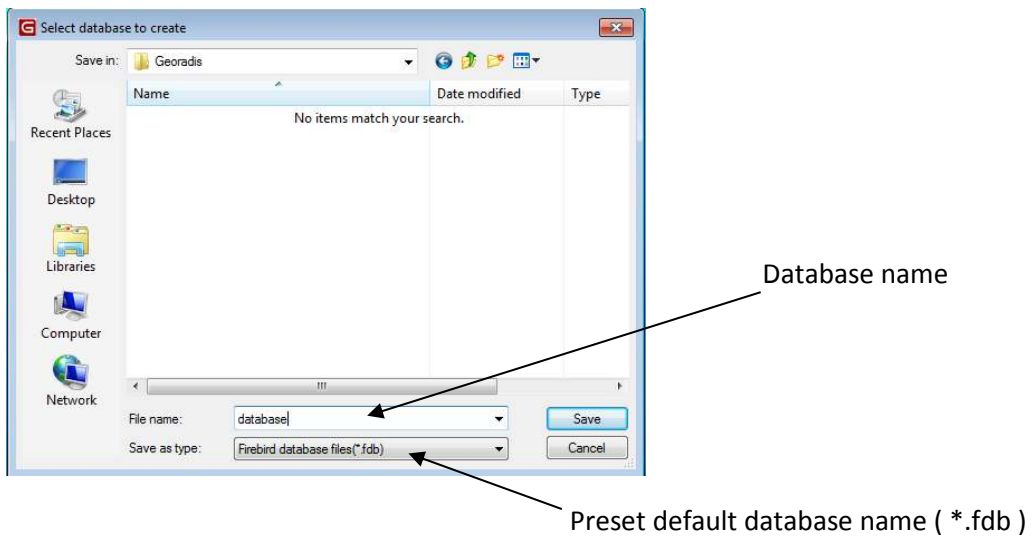 Select database to create
Save in: Georadis
Name Date modified Type
No items match your search.
Recent Places
Desktop
Libraries
Computer
Network
File name: database Save
Save as type: Firebird database files(*.fdb) Cancel
Database name
Preset default database name ( *.fdb )